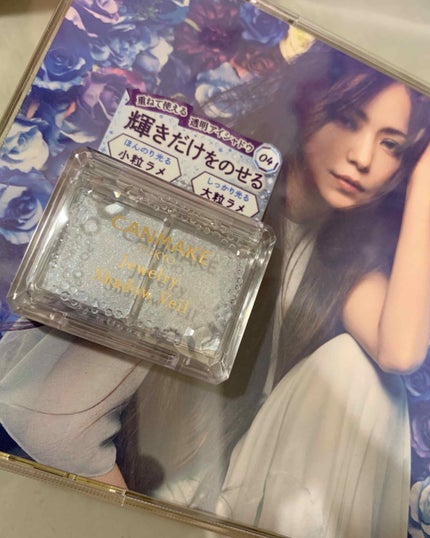 重ねて使える 透明アイシャドウ
輝きだけをのせる
04
ほんのり光る
小粒ラメ
しっかり光る
大粒ラメ
CANMAKE
Jewelry
Shadow Veil